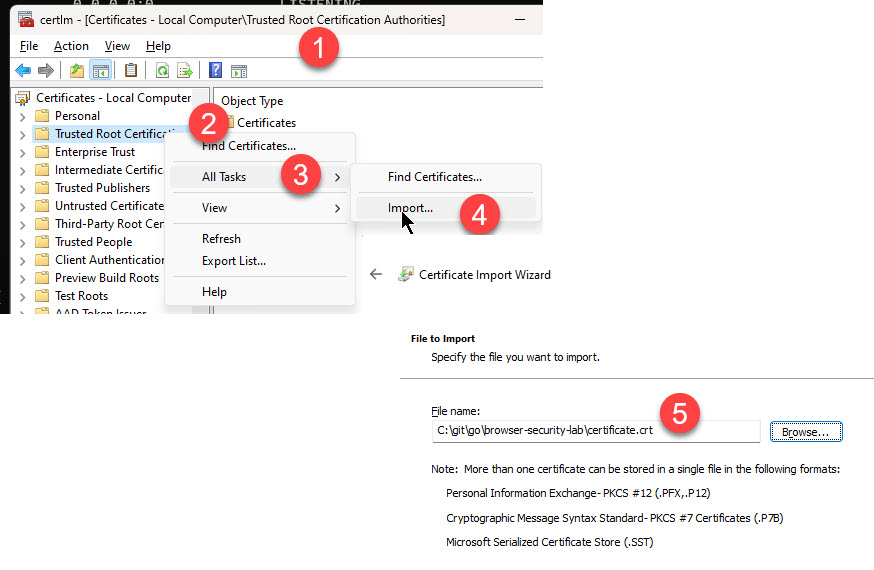 LISTENING
certlm - [Certificates - Local Computer\Trusted Root Certification Authorities]
File Action View Help
1
Certificates - Local Computer
Object Type
Personal
2
Certificates
Trusted Root Certificati
Find Certificates...
Enterprise Trust
Intermediate Certific
All Tasks
3
Find Certificates...
Trusted Publishers
Untrusted Certificate
View
Import...
4
Third-Party Root Cer
Trusted People
Refresh
Client Authentication
Export List...
Preview Build Roots
Test Roots
Help
AAD Token Issuer
Certificate Import Wizard
File to Import
Specify the file you want to import.
File name:
5
C:\git\go\browser-security-lab\certificate.crt
Browse...
Note: More than one certificate can be stored in a single file in the following formats:
Personal Information Exchange- PKCS #12 (.PFX,.P12)
Cryptographic Message Syntax Standard- PKCS #7 Certificates (.P7B)
Microsoft Serialized Certificate Store (.SST)